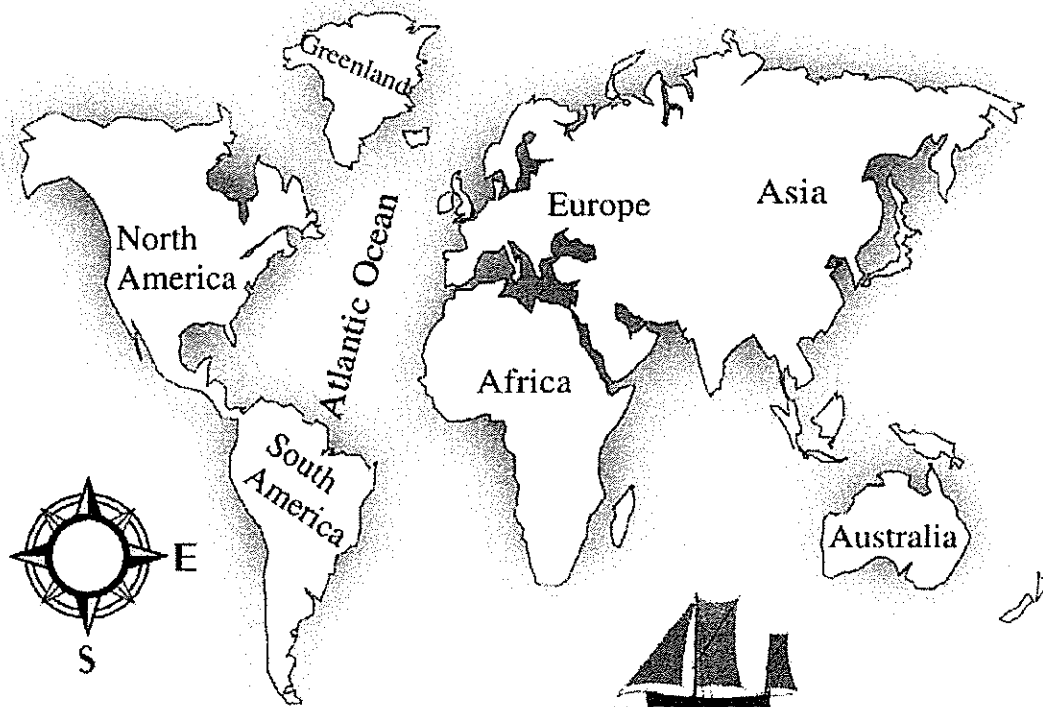 Greenland
North
America
Atlantic Ocean
Europe
Asia
Africa
South
America
Australia
E
S